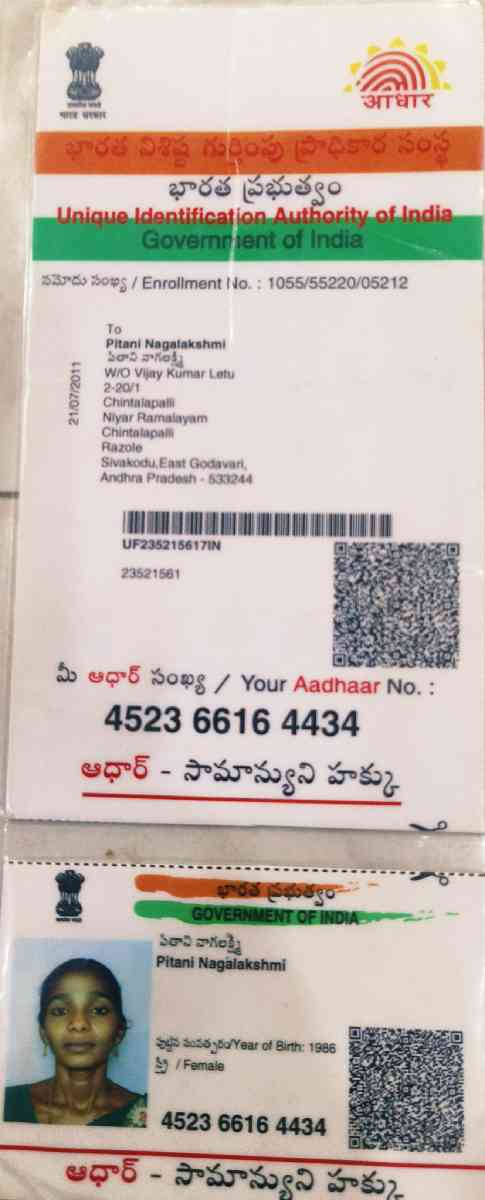 भारत सरकार
आधार
భారత విశిష్ట గుర్తింపు ప్రాధికార సంస్థ
భారత ప్రభుత్వం
Unique Identification Authority of India
Government of India
నమోదు సంఖ్య / Enrollment No. : 1055/55220/05212
21/07/2011
To
Pitani Nagalakshmi
పితాని నాగలక్ష్మి
W/O Vijay Kumar Letu
2-20/1
Chintalapalli
Niyar Ramalayam
Chintalapalli
Razole
Sivakodu,East Godavari,
Andhra Pradesh - 533244
UF235215617IN
23521561
మీ ఆధార్ సంఖ్య / Your Aadhaar No. :
4523 6616 4434
ఆధార్ - సామాన్యుని హక్కు
భారత ప్రభుత్వం
GOVERNMENT OF INDIA
పితాని నాగలక్ష్మి
Pitani Nagalakshmi
పుట్టిన సంవత్సరం/Year of Birth: 1986
స్త్రీ / Female
4523 6616 4434
ఆధార్ - సామాన్యుని హక్కు